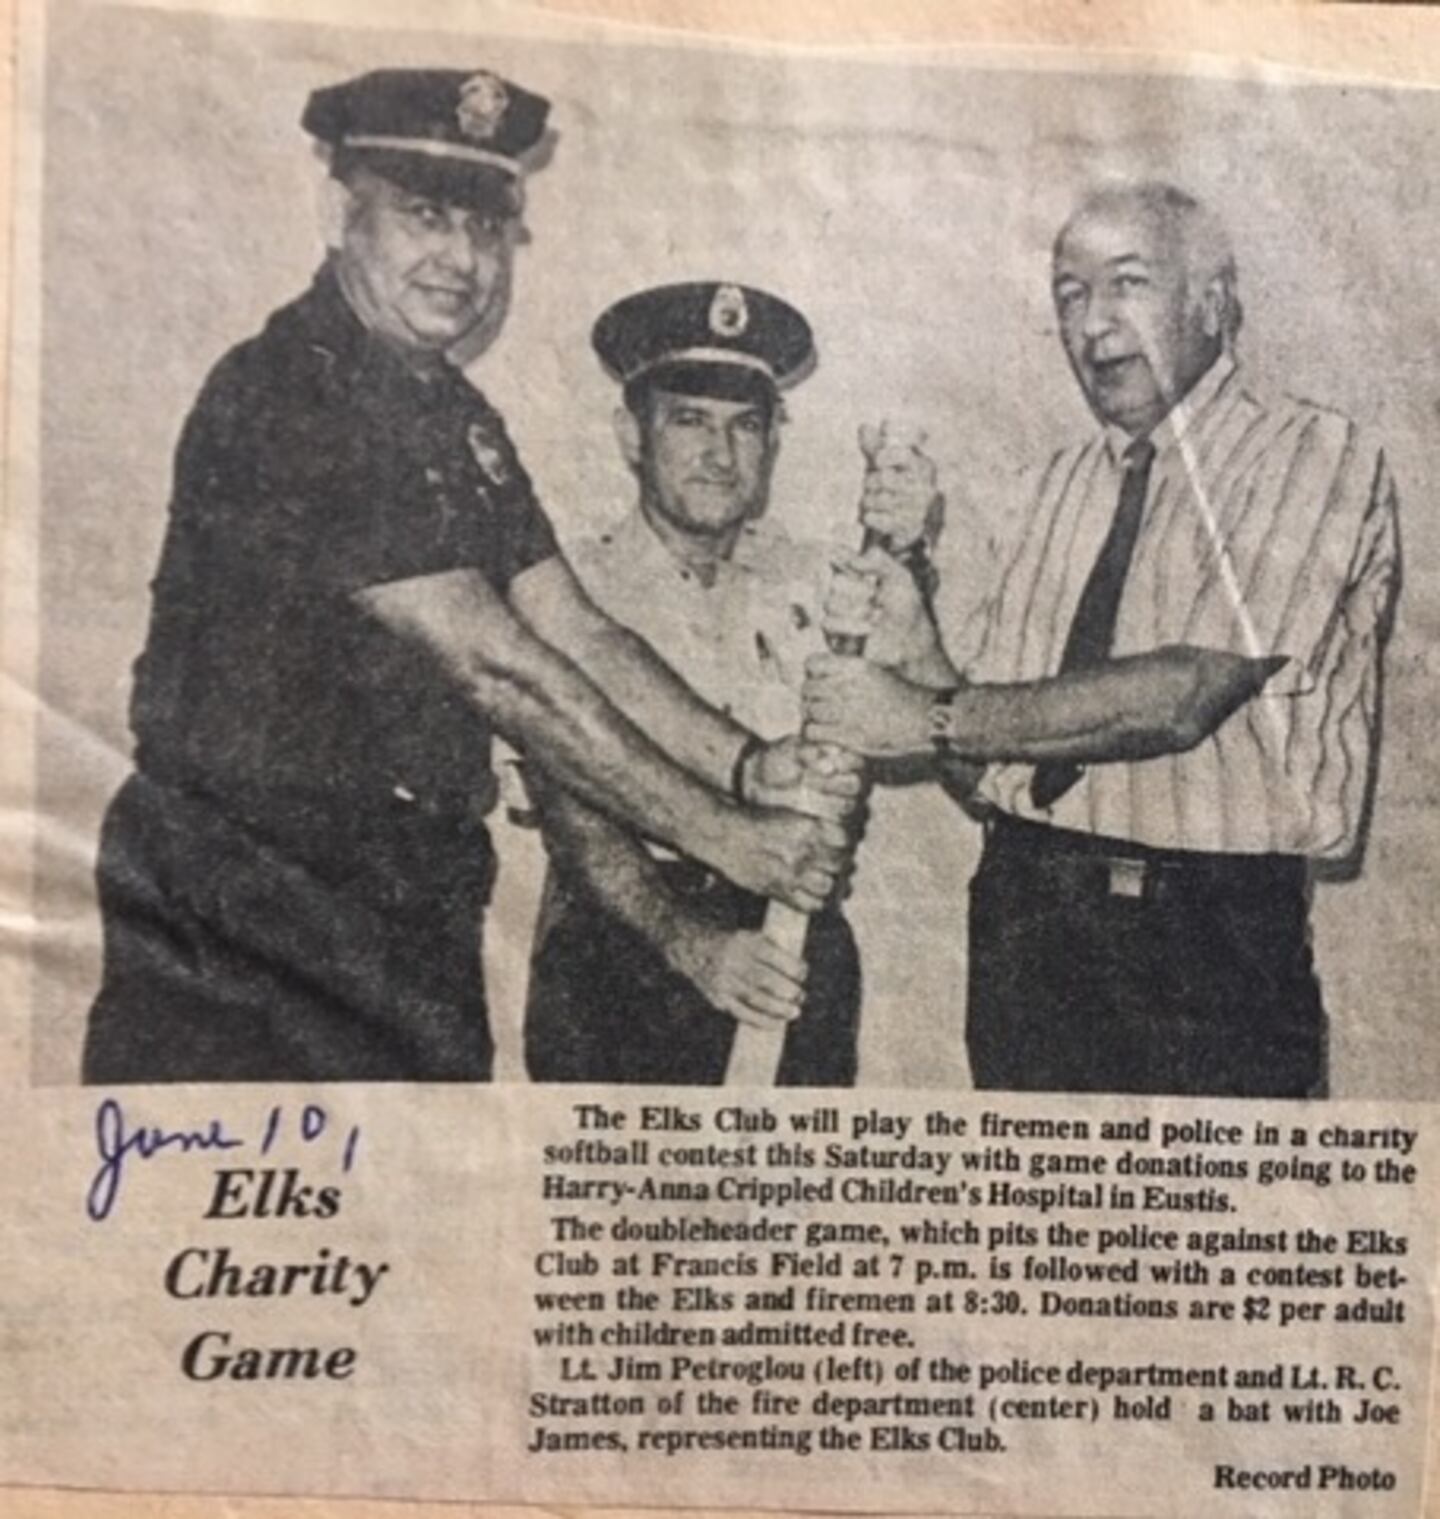 June 10,
Elks
Charity
Game
The Elks Club will play the firemen and police in a charity
softball contest this Saturday with game donations going to the
Harry-Anna Crippled Children's Hospital in Eustis.
The doubleheader game, which pits the police against the Elks
Club at Francis Field at 7 p.m. is followed with a contest bet-
ween the Elks and firemen at 8:30. Donations are $2 per adult
with children admitted free.
Lt. Jim Petroglou (left) of the police department and Lt. R. C.
Stratton of the fire department (center) hold a bat with Joe
James, representing the Elks Club.
Record Photo